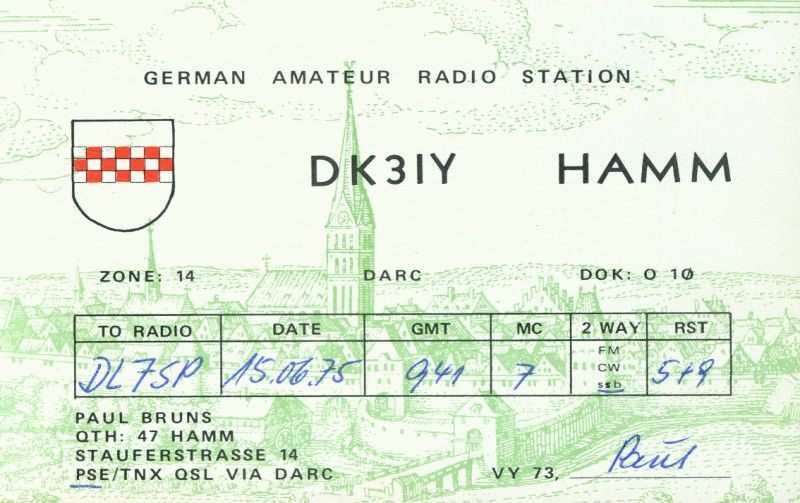 GERMAN AMATEUR RADIO STATION
DK3IY HAMM
ZONE: 14 DARC DOK: O 1Ø
TO RADIO DATE GMT MC 2 WAY RST
DL7SP 15.06.75 941 7 FM CW ssb 5+9
PAUL BRUNS
QTH: 47 HAMM
STAUFERSTRASSE 14
PSE/TNX QSL VIA DARC VY 73, Paul